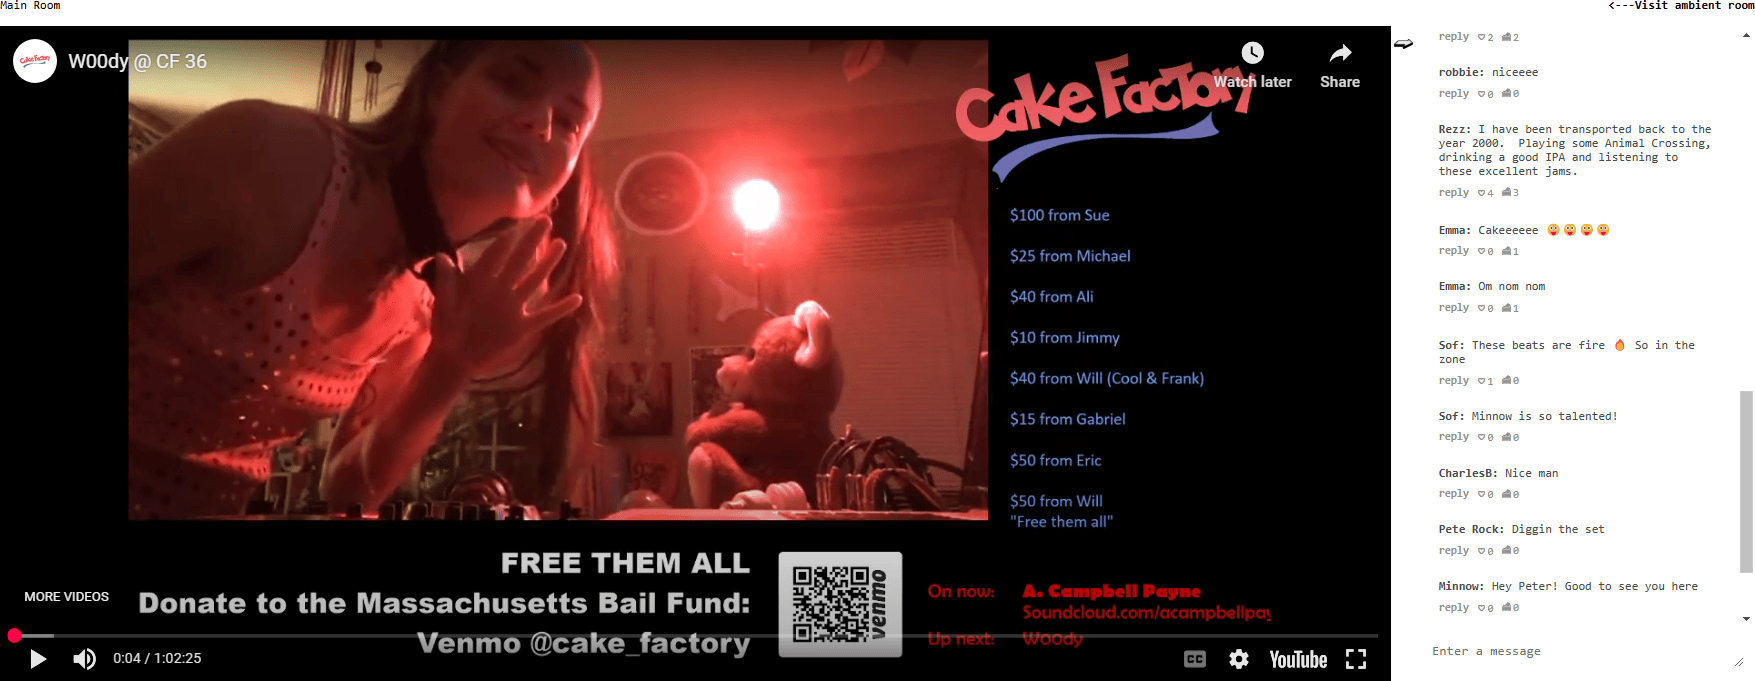 Main Room
<---Visit ambient room
Cake Factory
W00dy @ CF 36
Watch later
Share
Cake Factory
$100 from Sue
$25 from Michael
$40 from Ali
$10 from Jimmy
$40 from Will (Cool & Frank)
$15 from Gabriel
$50 from Eric
$50 from Will
"Free them all"
FREE THEM ALL
Donate to the Massachusetts Bail Fund:
Venmo @cake_factory
venmo
On now: A. Campbell Payne
Soundcloud.com/acampbellpay
Up next: W00dy
MORE VIDEOS
0:04 / 1:02:25
CC
YouTube
reply 2 2
robbie: niceeee
reply 0 0
Rezz: I have been transported back to the
year 2000. Playing some Animal Crossing,
drinking a good IPA and listening to
these excellent jams.
reply 4 3
Emma: Cakeeeeee 😛😛😛😛
reply 0 1
Emma: Om nom nom
reply 0 1
Sof: These beats are fire 🔥 So in the
zone
reply 1 0
Sof: Minnow is so talented!
reply 0 0
CharlesB: Nice man
reply 0 0
Pete Rock: Diggin the set
reply 0 0
Minnow: Hey Peter! Good to see you here
reply 0 0
Enter a message